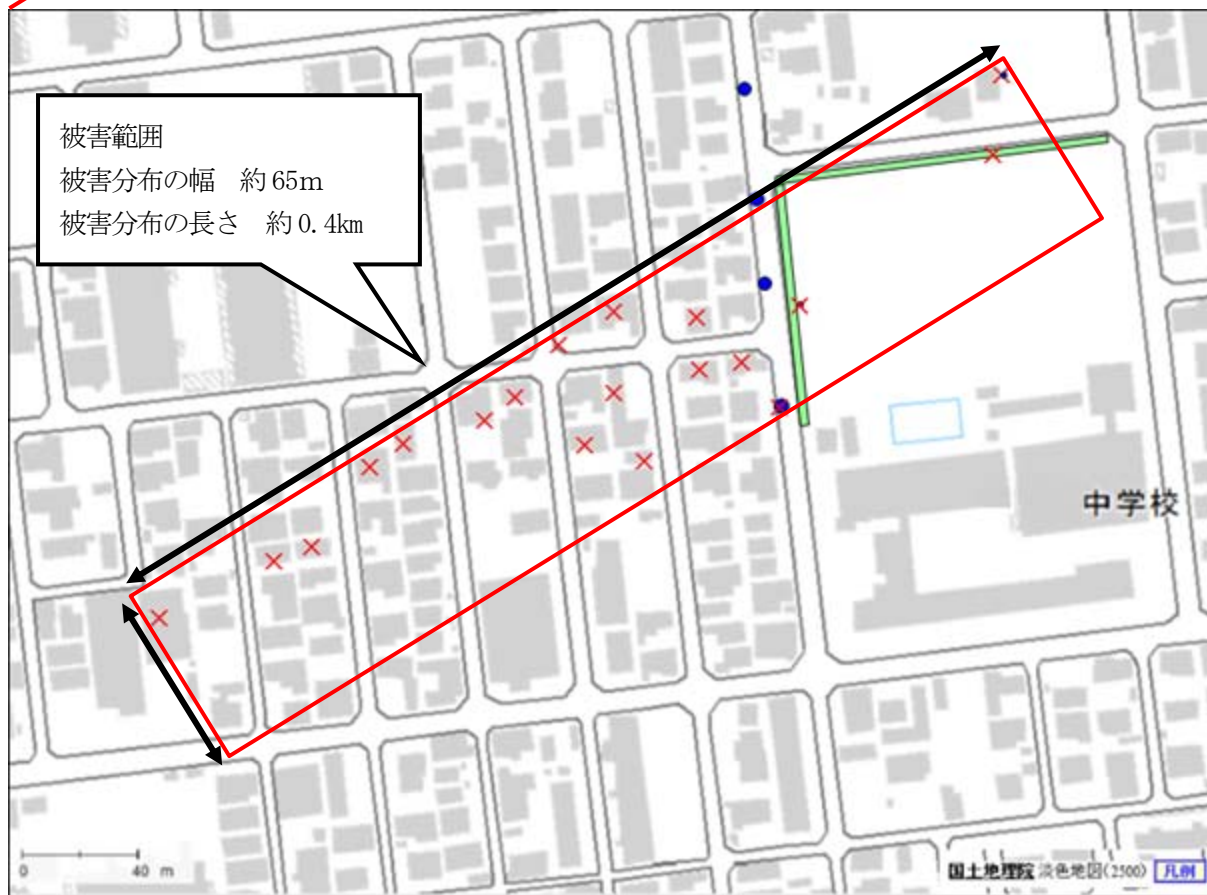 被害範囲
被害分布の幅 約65m
被害分布の長さ 約0.4km
中学校
0 40 m
国土地理院 淡色地図(2500) 凡例